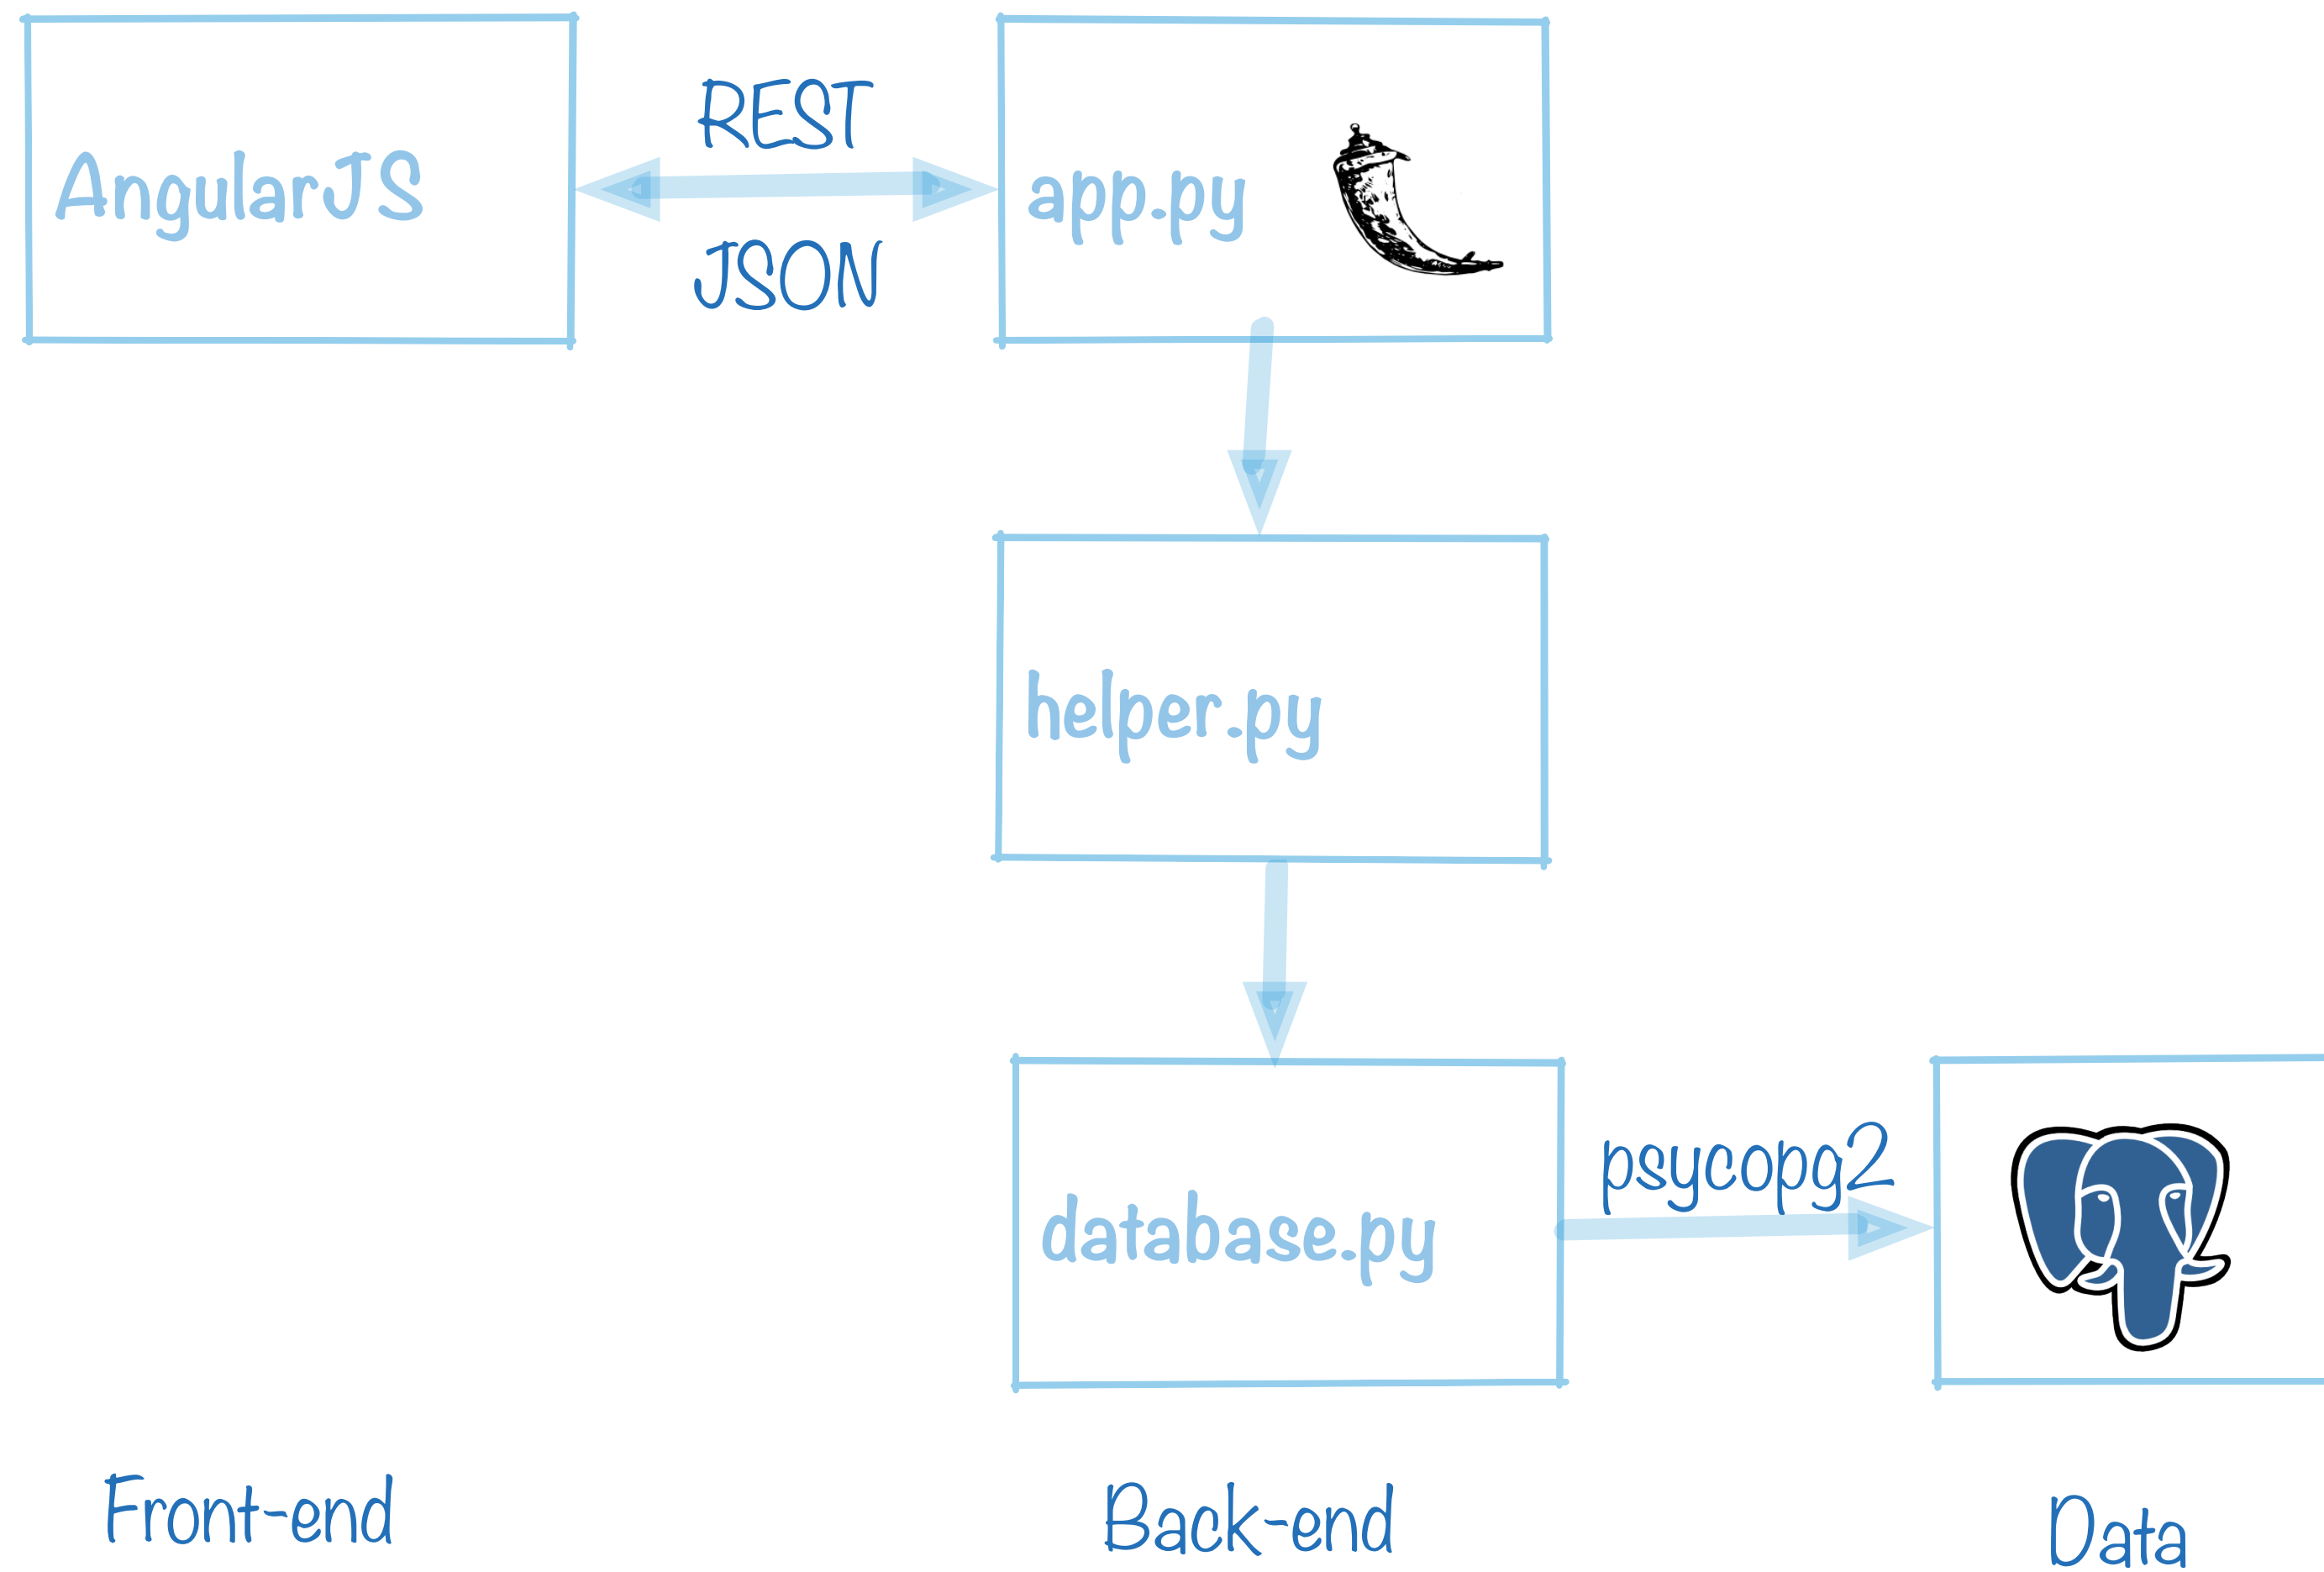 REST
AngularJS
app.py
JSON
helper.py
psycopg2
database.py
Front-end
Back-end
Data